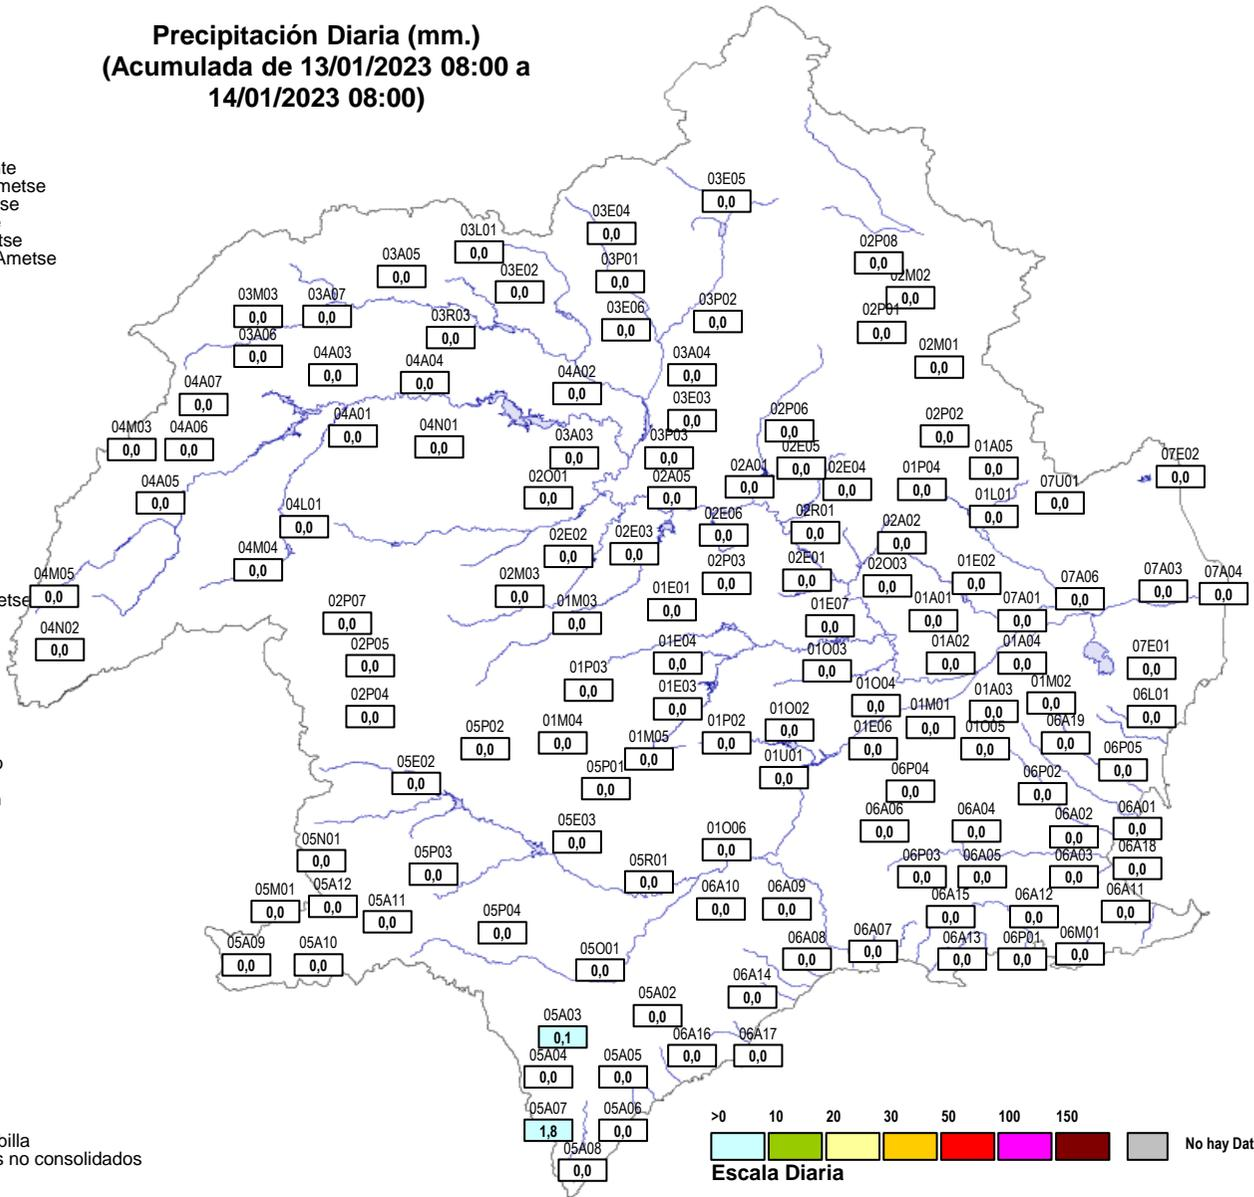 Precipitación Diaria (mm.)
(Acumulada de 13/01/2023 08:00 a
14/01/2023 08:00)
03E05
0,0
03E04
0,0
03L01
0,0
02P08
0,0
03A05
0,0
03P01
0,0
03E02
0,0
02M02
0,0
03M03
0,0
03A07
0,0
03P02
0,0
03E06
0,0
02P01
0,0
03R03
0,0
03A06
0,0
02M01
0,0
04A03
0,0
03A04
0,0
04A04
0,0
04A02
0,0
04A07
0,0
03E03
0,0
02P06
0,0
04A01
0,0
02P02
0,0
04M03
0,0
04A06
0,0
04N01
0,0
03A03
0,0
03P03
0,0
02E05
0,0
01A05
0,0
07E02
0,0
02A01
0,0
02E04
0,0
01P04
0,0
02O01
0,0
02A05
0,0
07U01
0,0
04A05
0,0
01L01
0,0
04L01
0,0
02E06
0,0
02R01
0,0
02A02
0,0
02E02
0,0
02E03
0,0
04M04
0,0
02P03
0,0
02E01
0,0
02O03
0,0
01E02
0,0
04M05
0,0
02M03
0,0
07A06
0,0
07A03
0,0
07A04
0,0
01E01
0,0
02P07
0,0
01M03
0,0
01E07
0,0
01A01
0,0
07A01
0,0
04N02
0,0
02P05
0,0
01E04
0,0
01O03
0,0
01A02
0,0
01A04
0,0
07E01
0,0
01P03
0,0
02P04
0,0
01E03
0,0
01O04
0,0
01A03
0,0
01M02
0,0
06L01
0,0
05P02
0,0
01M04
0,0
01P02
0,0
01O02
0,0
01M01
0,0
01E06
0,0
01O05
0,0
06A19
0,0
01M05
0,0
06P05
0,0
05E02
0,0
05P01
0,0
01U01
0,0
06P04
0,0
06P02
0,0
05E03
0,0
06A06
0,0
06A04
0,0
06A02
0,0
06A01
0,0
05N01
0,0
01O06
0,0
05P03
0,0
05R01
0,0
06P03
0,0
06A05
0,0
06A03
0,0
06A18
0,0
05M01
0,0
05A12
0,0
05A11
0,0
06A10
0,0
06A09
0,0
06A15
0,0
06A12
0,0
06A11
0,0
05P04
0,0
05A09
0,0
05A10
0,0
05O01
0,0
06A08
0,0
06A07
0,0
06A13
0,0
06P01
0,0
06M01
0,0
05A02
0,0
06A14
0,0
05A03
0,1
06A16
0,0
06A17
0,0
05A04
0,0
05A05
0,0
05A07
1,8
05A06
0,0
05A08
0,0
>0 10 20 30 50 100 150
No hay Dat
Escala Diaria
s no consolidados